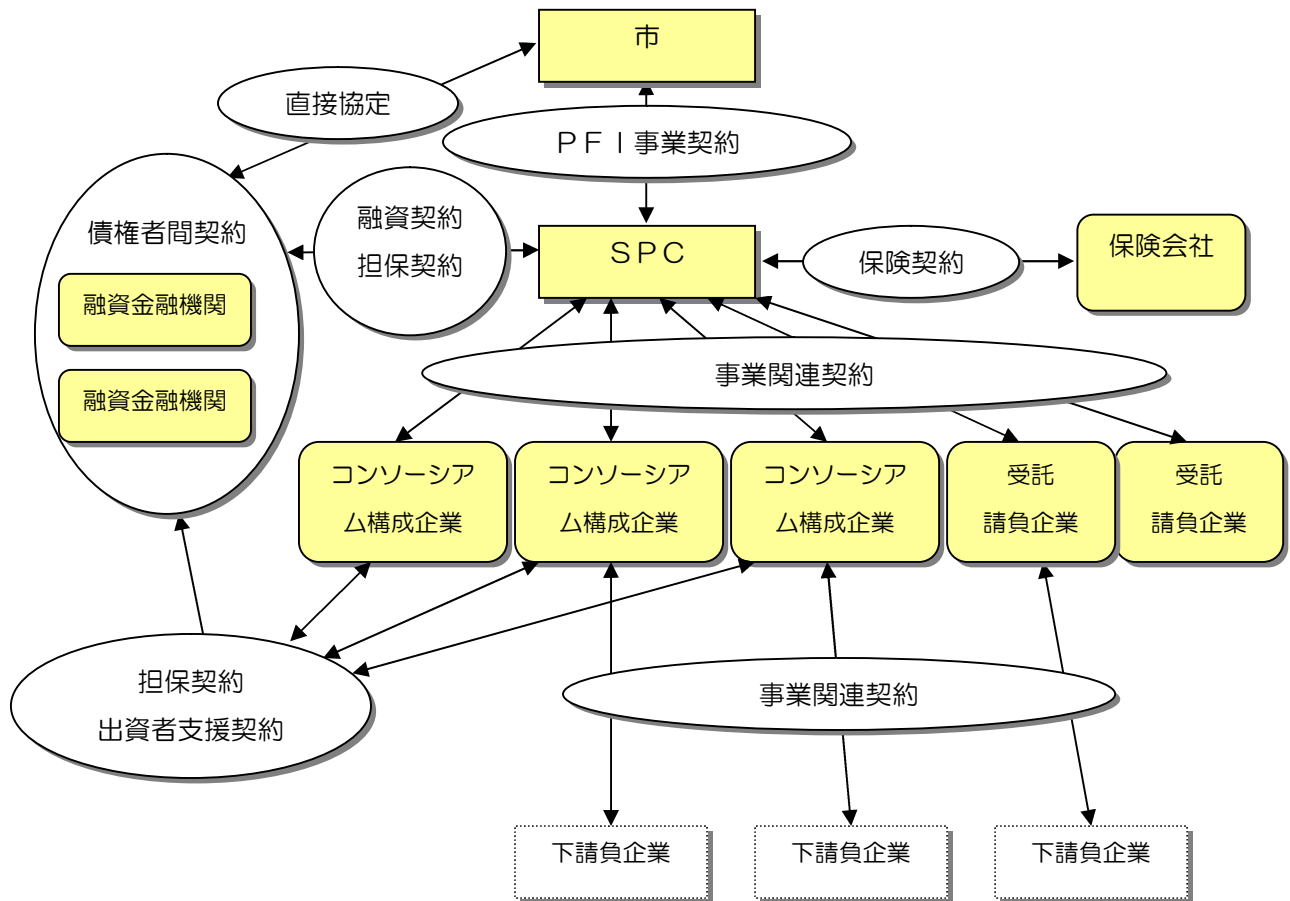 市
直接協定
ＰＦＩ事業契約
債権者間契約
融資金融機関
融資金融機関
融資契約
担保契約
ＳＰＣ
保険契約
保険会社
事業関連契約
コンソーシア
ム構成企業
コンソーシア
ム構成企業
コンソーシア
ム構成企業
受託
請負企業
受託
請負企業
担保契約
出資者支援契約
事業関連契約
下請負企業
下請負企業
下請負企業